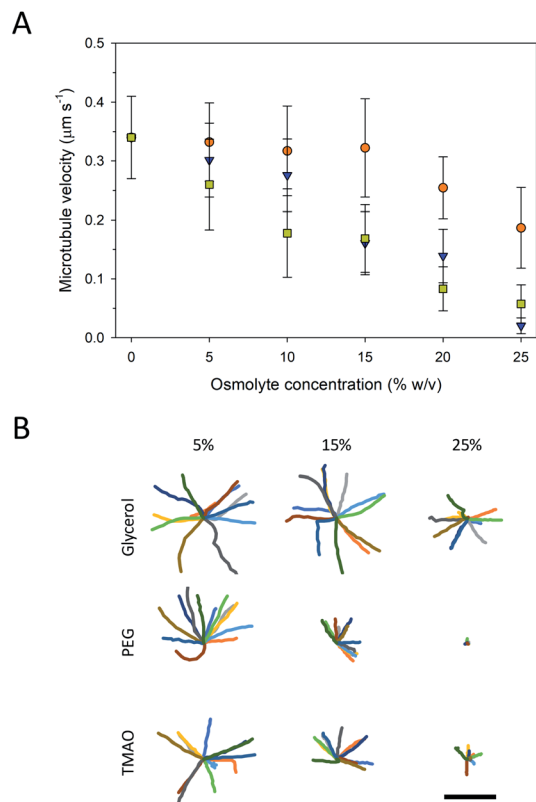 A
Microtubule velocity (μm s⁻¹)
0.5
0.4
0.3
0.2
0.1
0.0
0 5 10 15 20 25
Osmolyte concentration (% w/v)
B
5% 15% 25%
Glycerol
PEG
TMAO